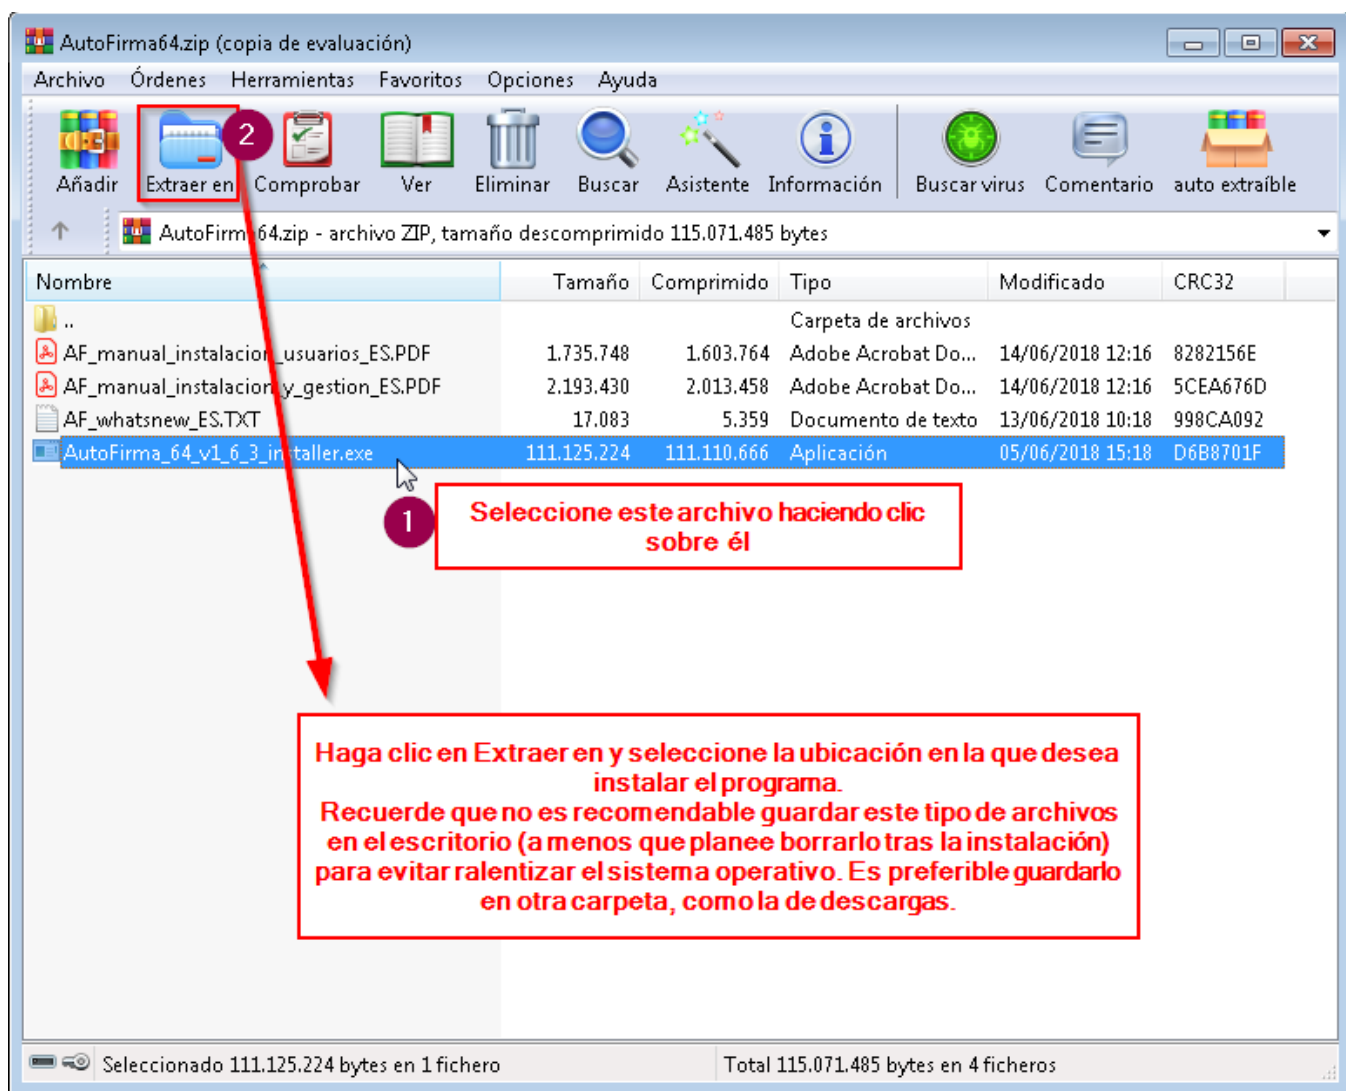 AutoFirma64.zip (copia de evaluación)
Archivo Órdenes Herramientas Favoritos Opciones Ayuda
2
Añadir Extraer en Comprobar Ver Eliminar Buscar Asistente Información Buscar virus Comentario auto extraíble
AutoFirma64.zip - archivo ZIP, tamaño descomprimido 115.071.485 bytes
Nombre Tamaño Comprimido Tipo Modificado CRC32
.. Carpeta de archivos
AF_manual_instalacion_usuarios_ES.PDF 1.735.748 1.603.764 Adobe Acrobat Do... 14/06/2018 12:16 8282156E
AF_manual_instalacion_y_gestion_ES.PDF 2.193.430 2.013.458 Adobe Acrobat Do... 14/06/2018 12:16 5CEA676D
AF_whatsnew_ES.TXT 17.083 5.359 Documento de texto 13/06/2018 10:18 998CA092
AutoFirma_64_v1_6_3_installer.exe 111.125.224 111.110.666 Aplicación 05/06/2018 15:18 D6B8701F
1
Seleccione este archivo haciendo clic
sobre él
Haga clic en Extraer en y seleccione la ubicación en la que desea
instalar el programa.
Recuerde que no es recomendable guardar este tipo de archivos
en el escritorio (a menos que planee borrarlo tras la instalación)
para evitar ralentizar el sistema operativo. Es preferible guardarlo
en otra carpeta, como la de descargas.
Seleccionado 111.125.224 bytes en 1 fichero Total 115.071.485 bytes en 4 ficheros